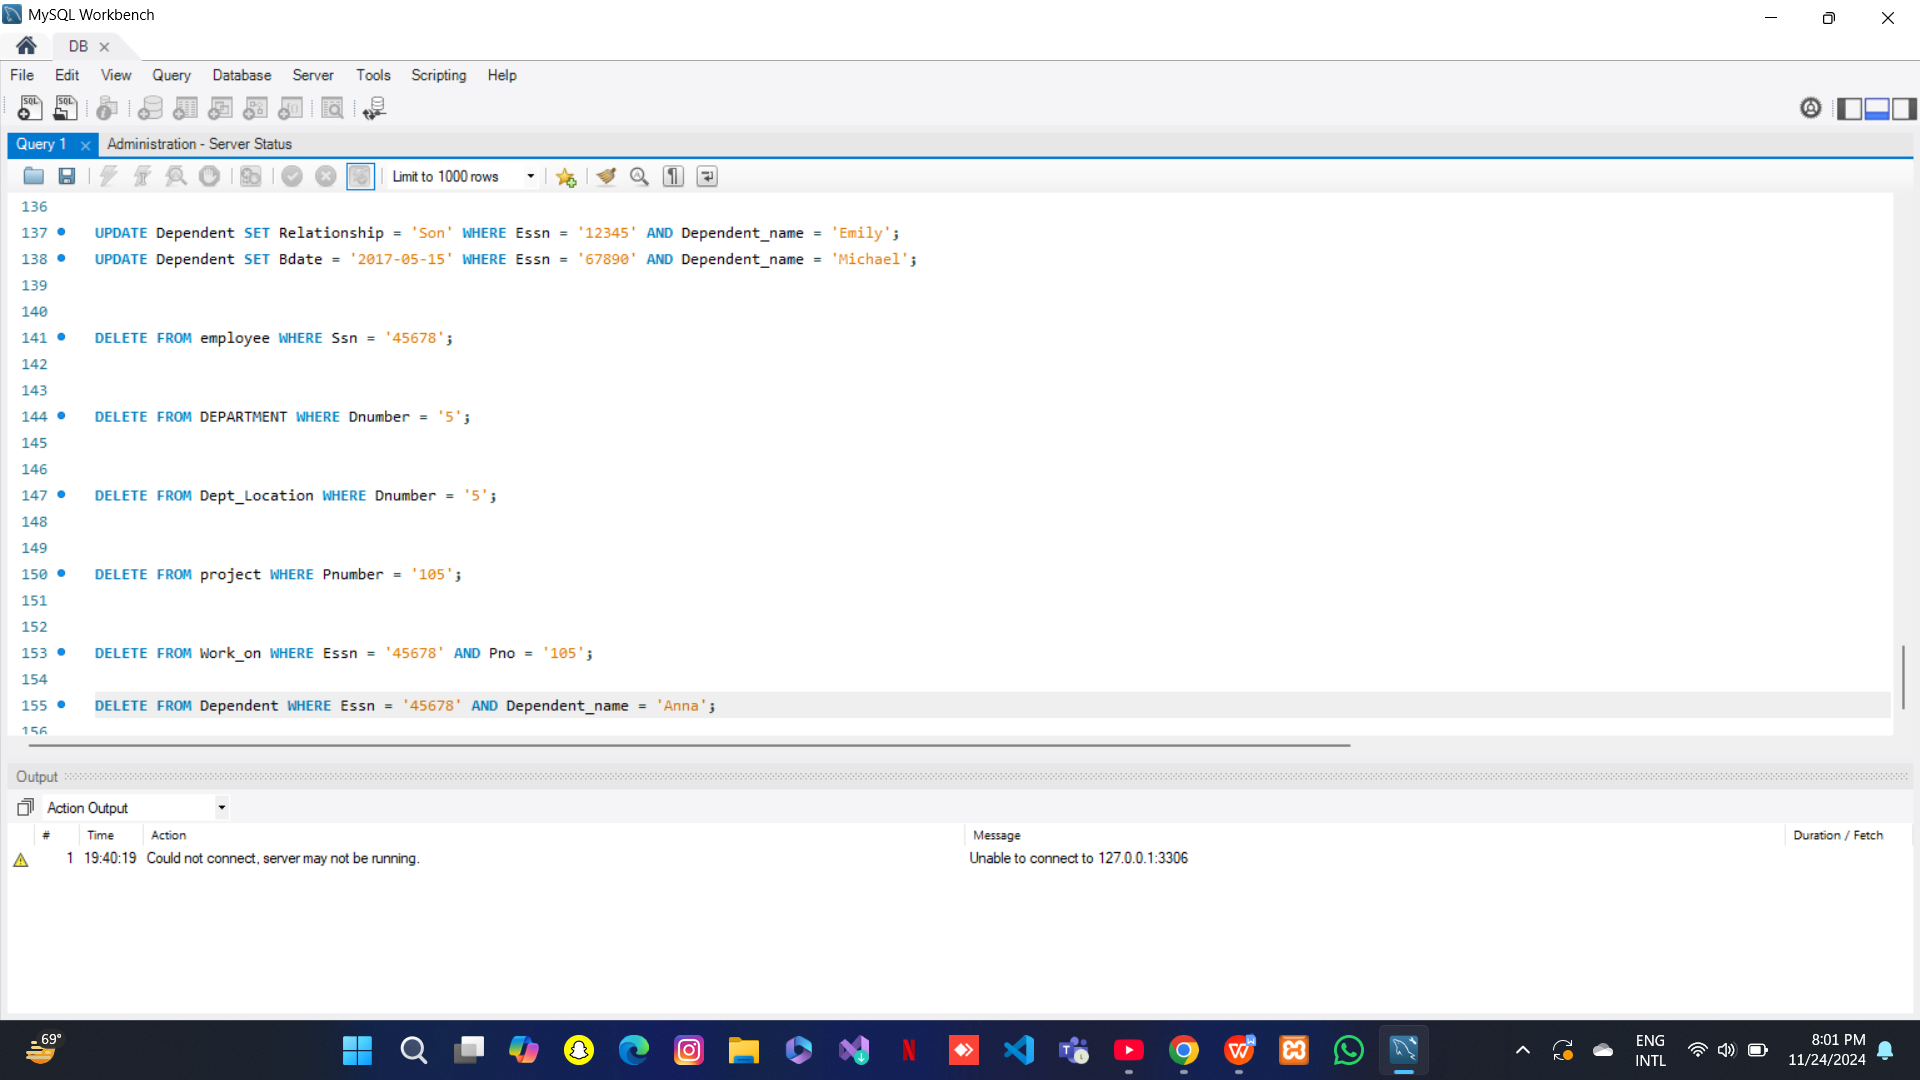 MySQL Workbench
DB
File Edit View Query Database Server Tools Scripting Help
Query 1 Administration - Server Status
Limit to 1000 rows
136
137 UPDATE Dependent SET Relationship = 'Son' WHERE Essn = '12345' AND Dependent_name = 'Emily';
138 UPDATE Dependent SET Bdate = '2017-05-15' WHERE Essn = '67890' AND Dependent_name = 'Michael';
139
140
141 DELETE FROM employee WHERE Ssn = '45678';
142
143
144 DELETE FROM DEPARTMENT WHERE Dnumber = '5';
145
146
147 DELETE FROM Dept_Location WHERE Dnumber = '5';
148
149
150 DELETE FROM project WHERE Pnumber = '105';
151
152
153 DELETE FROM Work_on WHERE Essn = '45678' AND Pno = '105';
154
155 DELETE FROM Dependent WHERE Essn = '45678' AND Dependent_name = 'Anna';
156
Output
Action Output
# Time Action Message Duration / Fetch
1 19:40:19 Could not connect, server may not be running. Unable to connect to 127.0.0.1:3306
69°
ENG
INTL
8:01 PM
11/24/2024